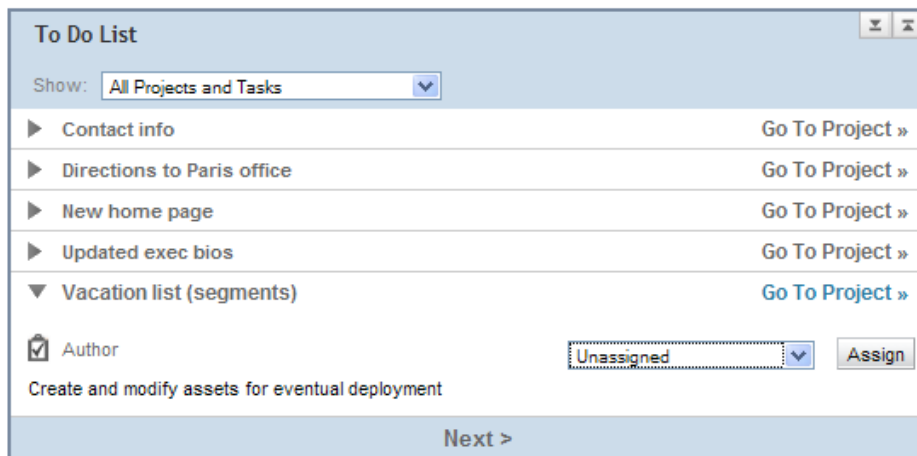 To Do List
Show: All Projects and Tasks
Contact info Go To Project »
Directions to Paris office Go To Project »
New home page Go To Project »
Updated exec bios Go To Project »
Vacation list (segments) Go To Project »
Author Unassigned Assign
Create and modify assets for eventual deployment
Next >